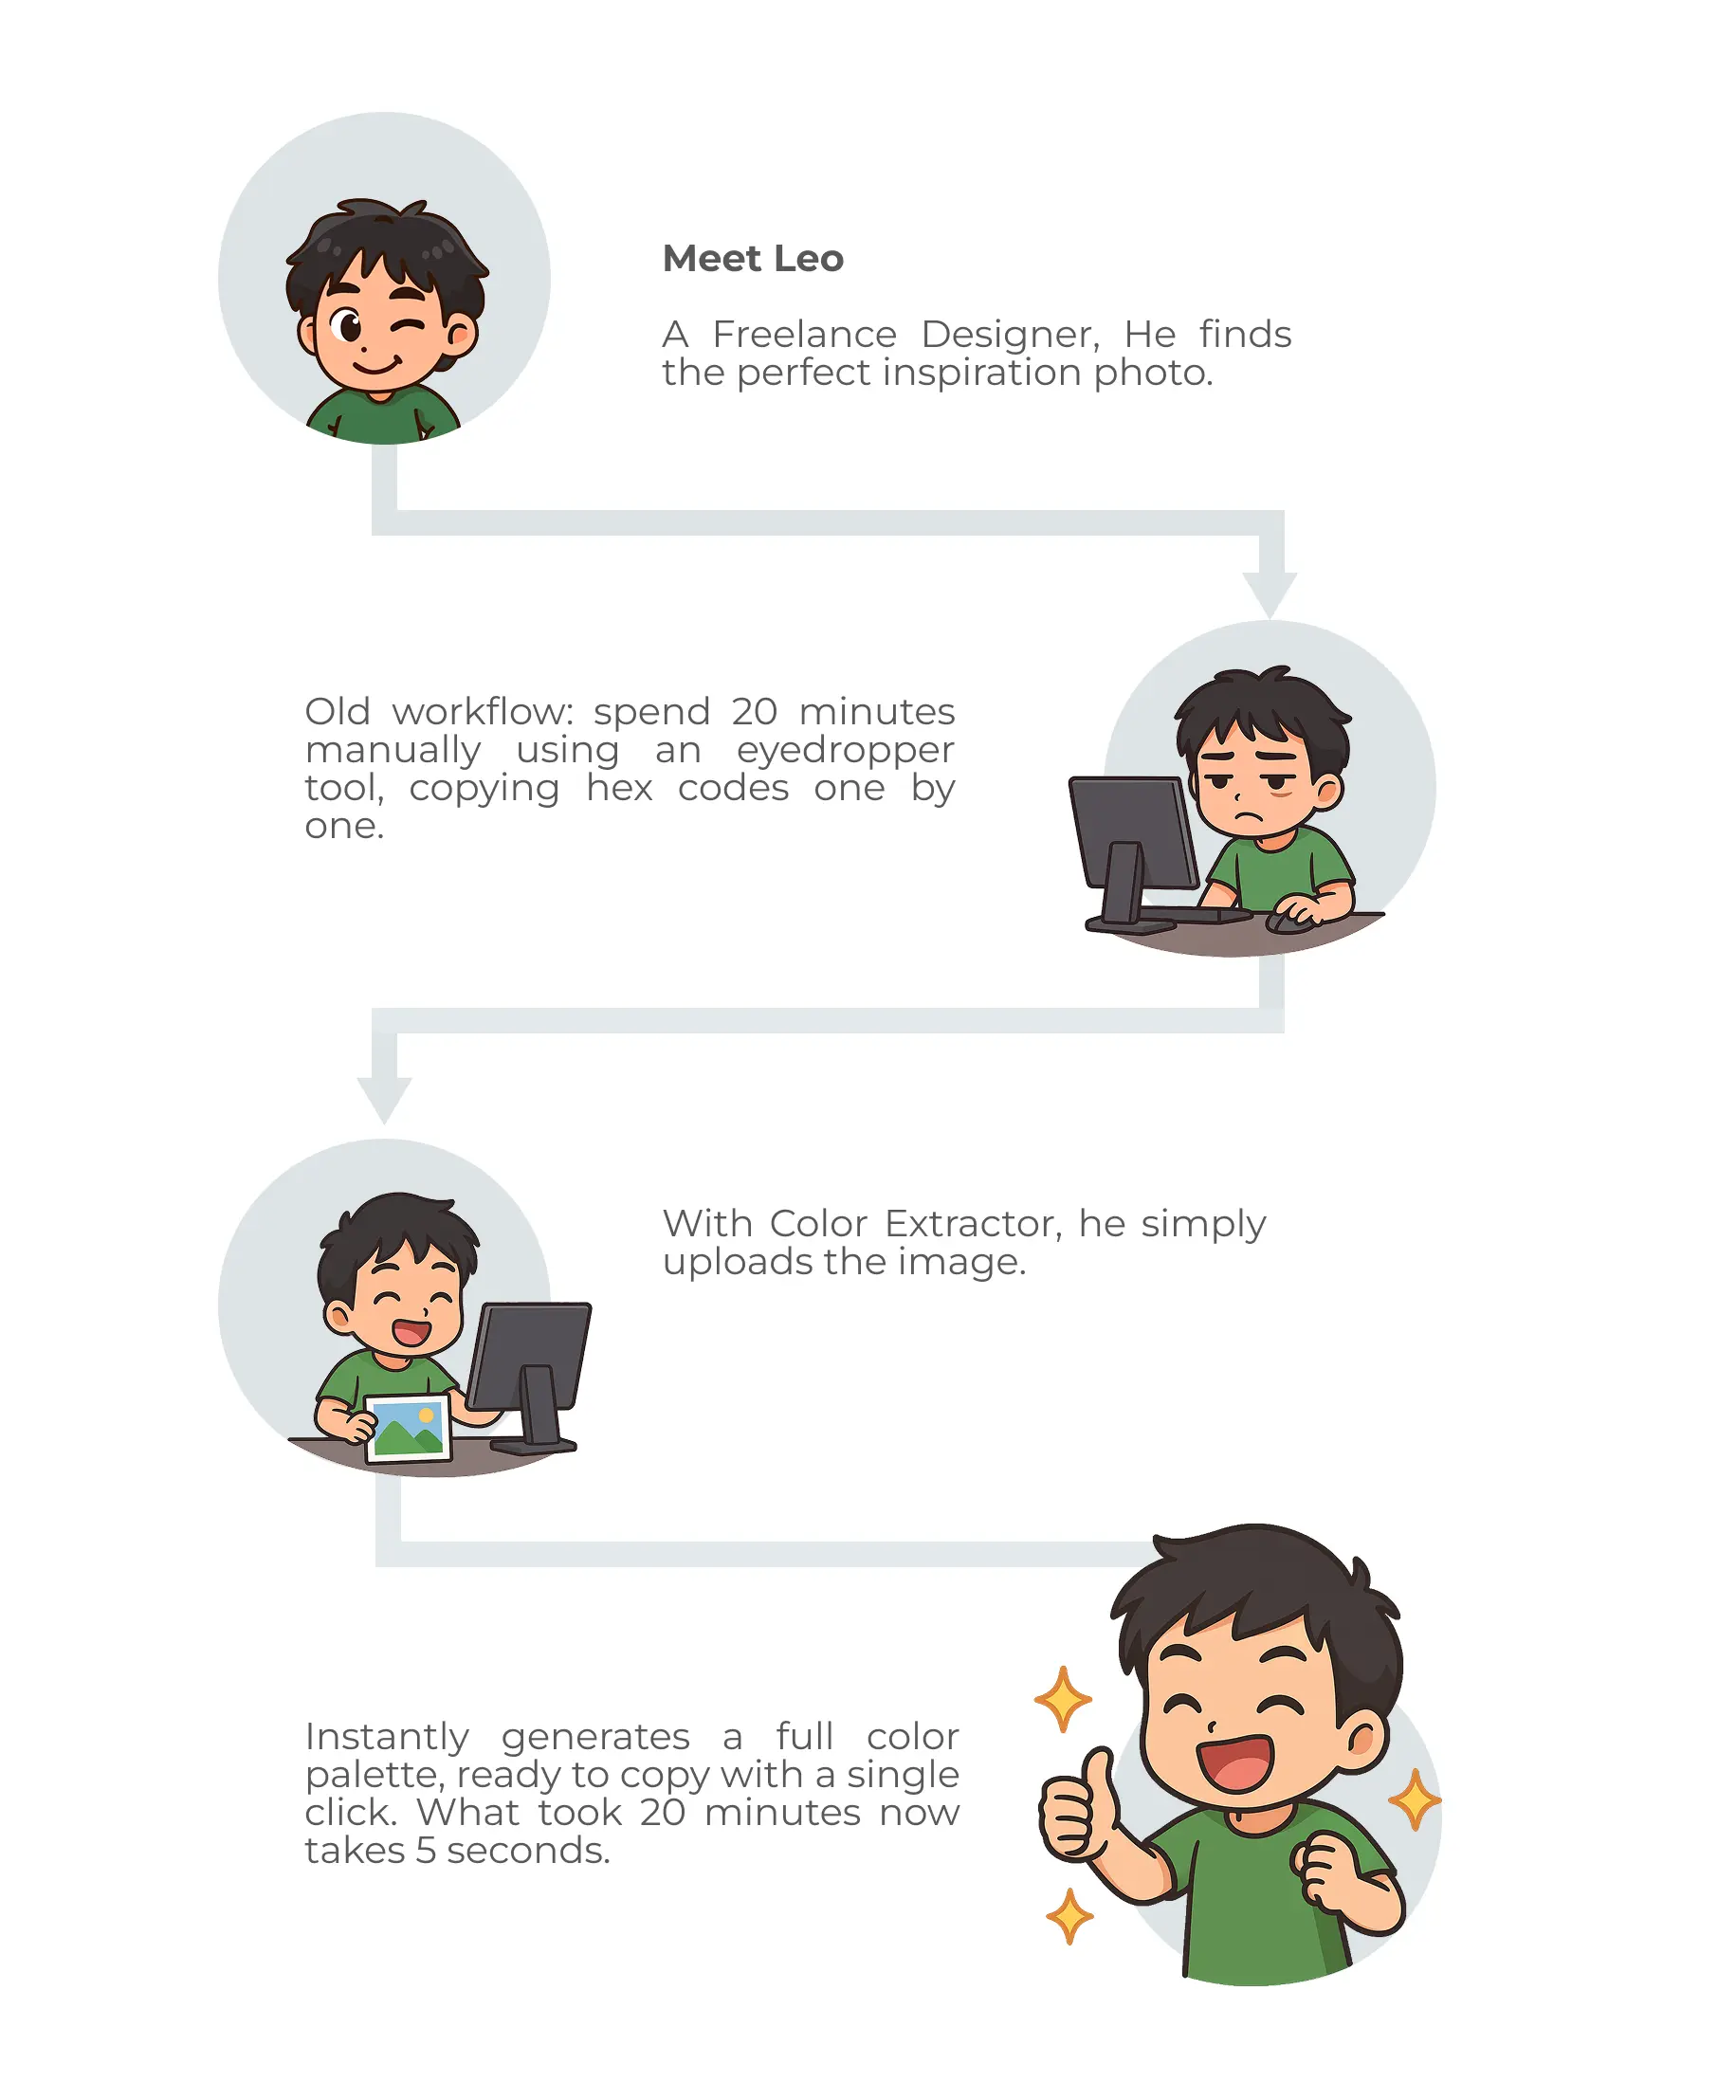 Meet Leo
A Freelance Designer, He finds
the perfect inspiration photo.
Old workflow: spend 20 minutes
manually using an eyedropper
tool, copying hex codes one by
one.
With Color Extractor, he simply
uploads the image.
Instantly generates a full color
palette, ready to copy with a single
click. What took 20 minutes now
takes 5 seconds.